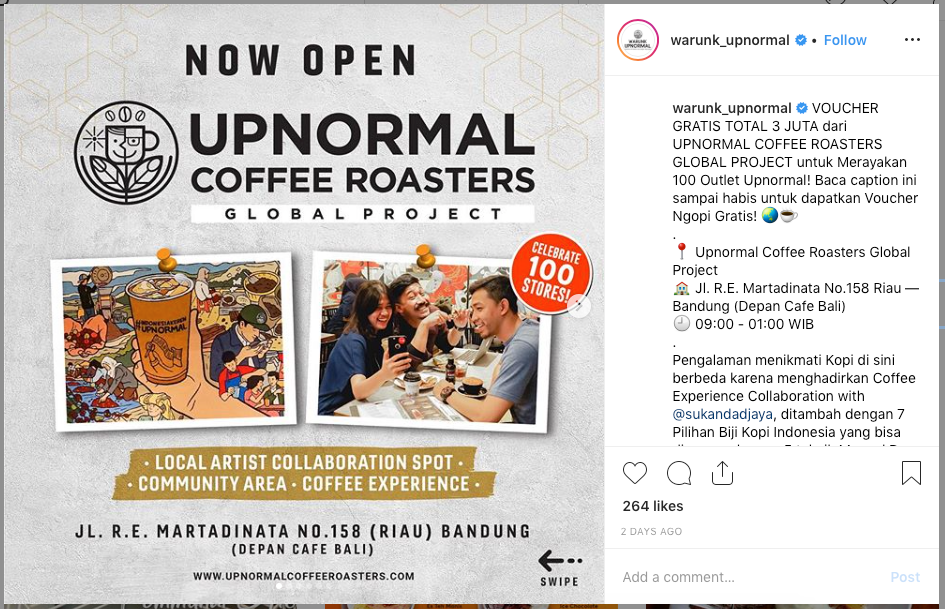 NOW OPEN
UPNORMAL
COFFEE ROASTERS
GLOBAL PROJECT
CELEBRATE
100
STORES!
#INDONESIAKEMEN
#UPNORMAL
· LOCAL ARTIST COLLABORATION SPOT ·
· COMMUNITY AREA · COFFEE EXPERIENCE ·
JL. R.E. MARTADINATA NO.158 (RIAU) BANDUNG
(DEPAN CAFE BALI)
WWW.UPNORMALCOFFEEROASTERS.COM
SWIPE
WARUNK
UPNORMAL
warunk_upnormal • Follow
warunk_upnormal VOUCHER
GRATIS TOTAL 3 JUTA dari
UPNORMAL COFFEE ROASTERS
GLOBAL PROJECT untuk Merayakan
100 Outlet Upnormal! Baca caption ini
sampai habis untuk dapatkan Voucher
Ngopi Gratis! 🌏☕
.
📍 Upnormal Coffee Roasters Global
Project
🏫 Jl. R.E. Martadinata No.158 Riau —
Bandung (Depan Cafe Bali)
🕘 09:00 - 01:00 WIB
.
Pengalaman menikmati Kopi di sini
berbeda karena menghadirkan Coffee
Experience Collaboration with
@sukandadjaya, ditambah dengan 7
Pilihan Biji Kopi Indonesia yang bisa
264 likes
2 DAYS AGO
Add a comment...
Post